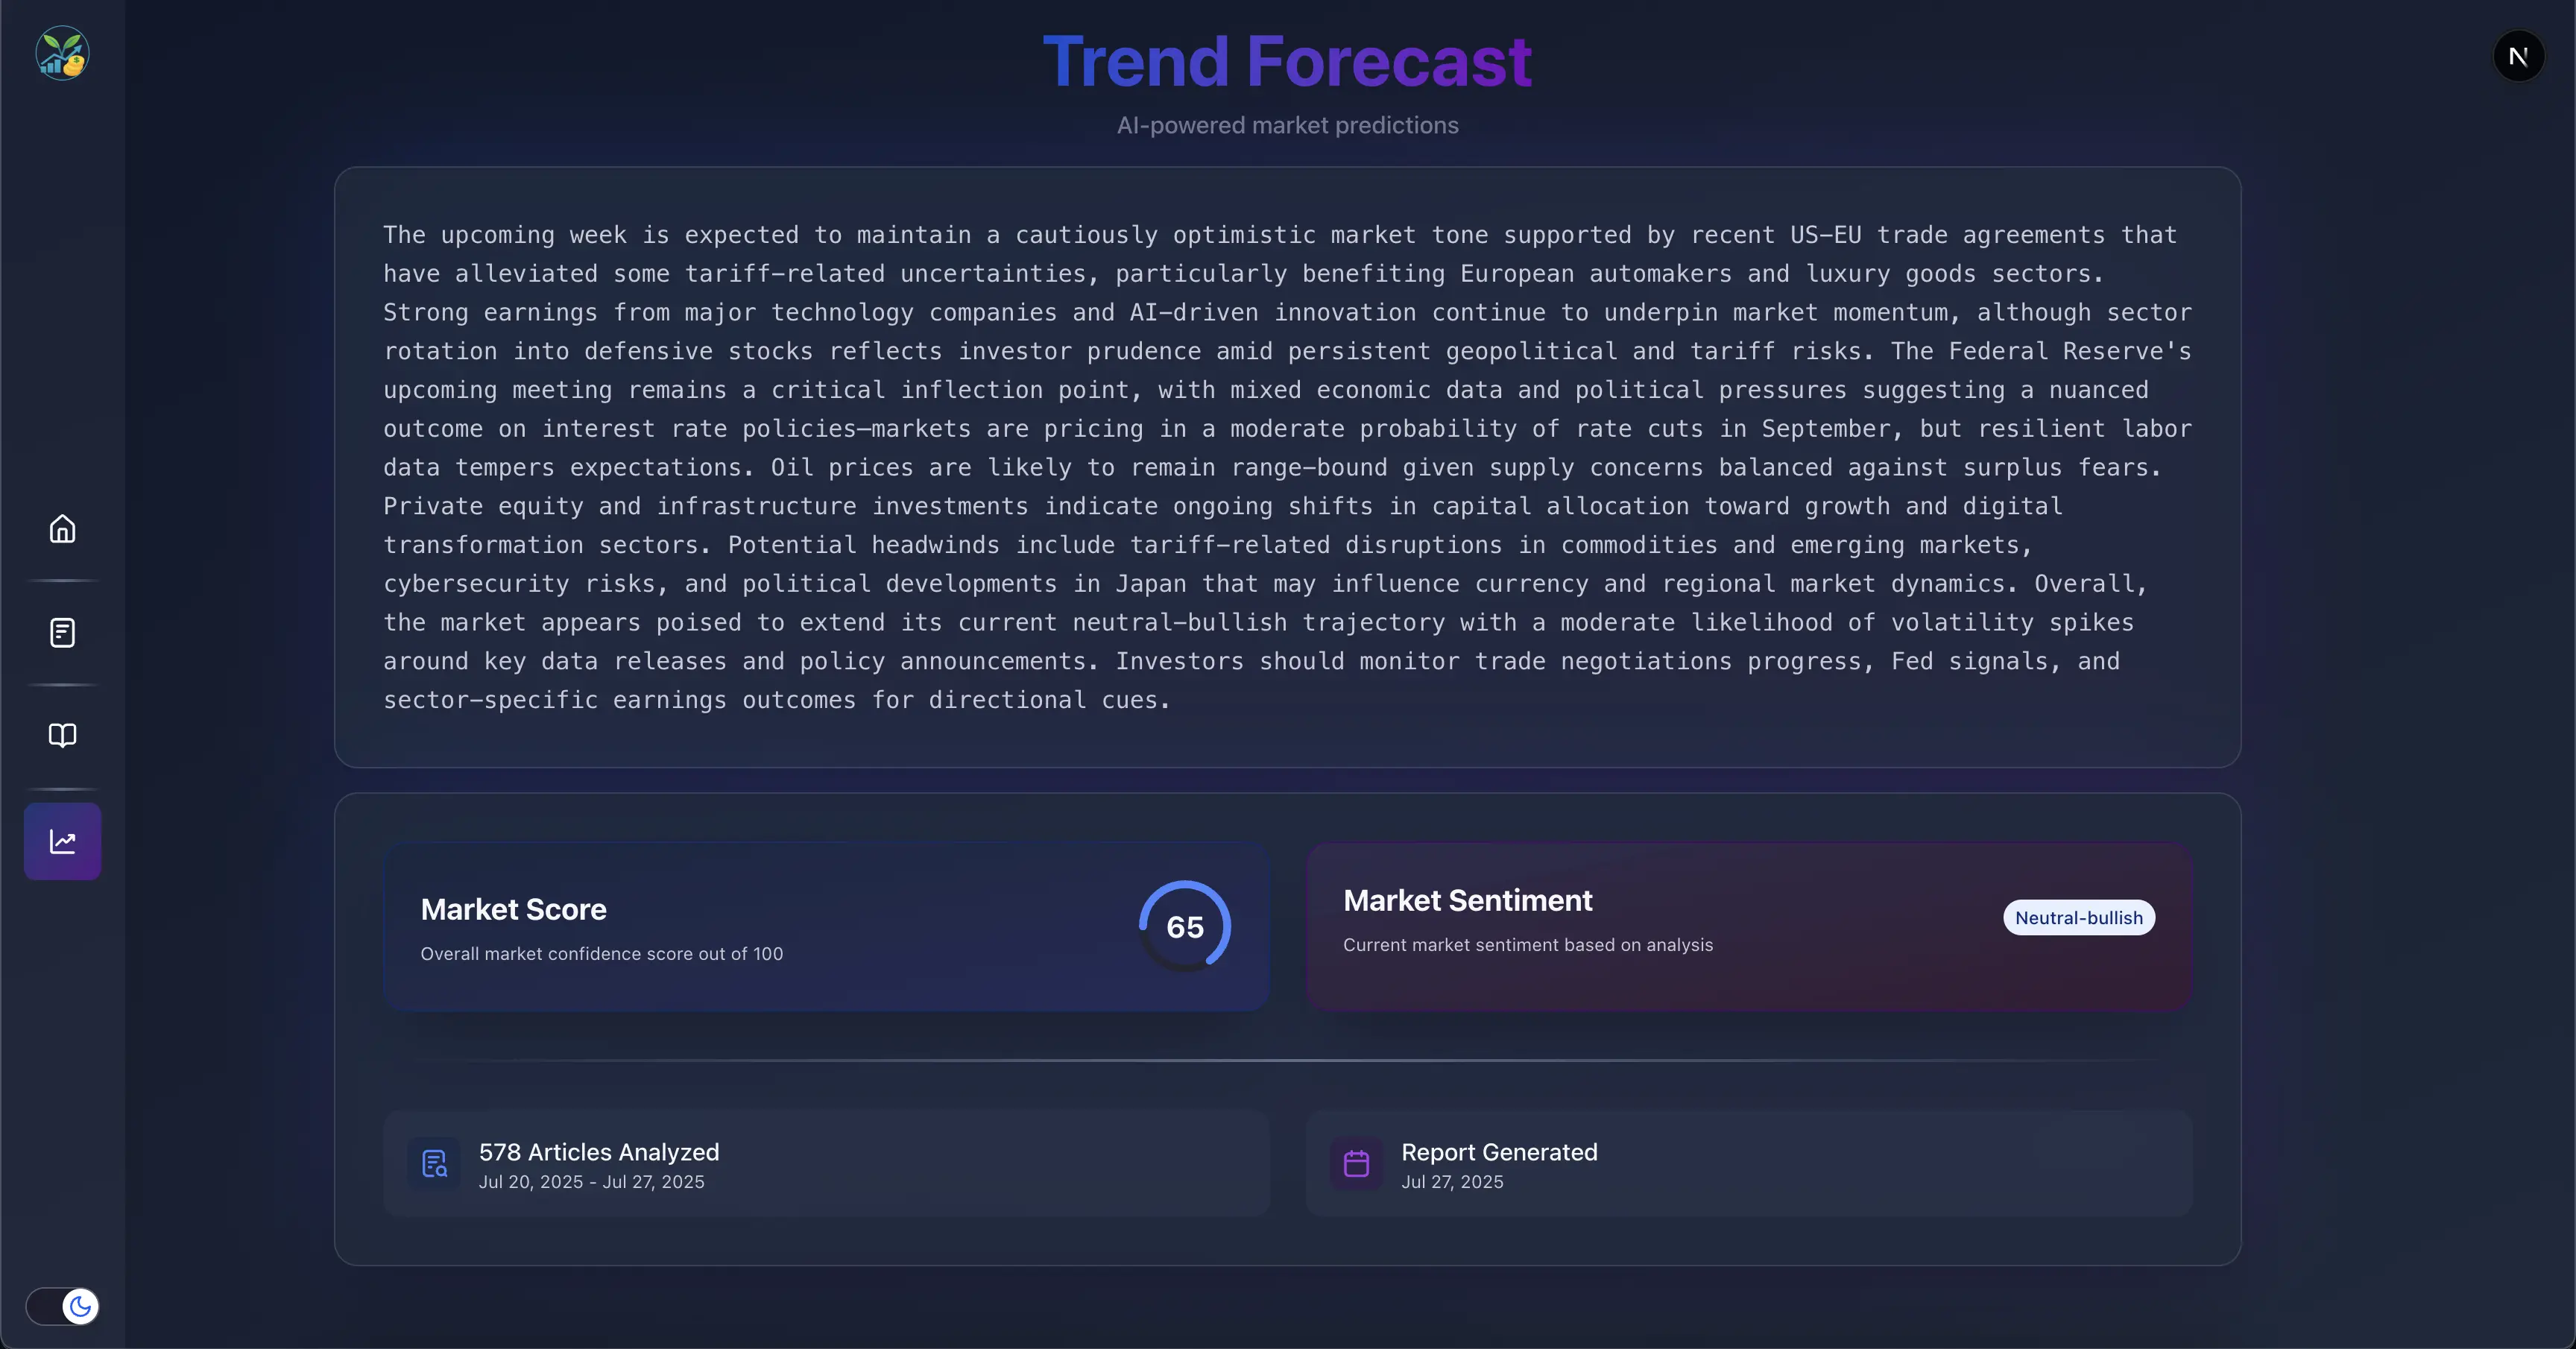 Trend Forecast
N
AI-powered market predictions
The upcoming week is expected to maintain a cautiously optimistic market tone supported by recent US-EU trade agreements that
have alleviated some tariff-related uncertainties, particularly benefiting European automakers and luxury goods sectors.
Strong earnings from major technology companies and AI-driven innovation continue to underpin market momentum, although sector
rotation into defensive stocks reflects investor prudence amid persistent geopolitical and tariff risks. The Federal Reserve's
upcoming meeting remains a critical inflection point, with mixed economic data and political pressures suggesting a nuanced
outcome on interest rate policies—markets are pricing in a moderate probability of rate cuts in September, but resilient labor
data tempers expectations. Oil prices are likely to remain range-bound given supply concerns balanced against surplus fears.
Private equity and infrastructure investments indicate ongoing shifts in capital allocation toward growth and digital
transformation sectors. Potential headwinds include tariff-related disruptions in commodities and emerging markets,
cybersecurity risks, and political developments in Japan that may influence currency and regional market dynamics. Overall,
the market appears poised to extend its current neutral-bullish trajectory with a moderate likelihood of volatility spikes
around key data releases and policy announcements. Investors should monitor trade negotiations progress, Fed signals, and
sector-specific earnings outcomes for directional cues.
Market Score
Overall market confidence score out of 100
65
Market Sentiment
Current market sentiment based on analysis
Neutral-bullish
578 Articles Analyzed
Jul 20, 2025 - Jul 27, 2025
Report Generated
Jul 27, 2025